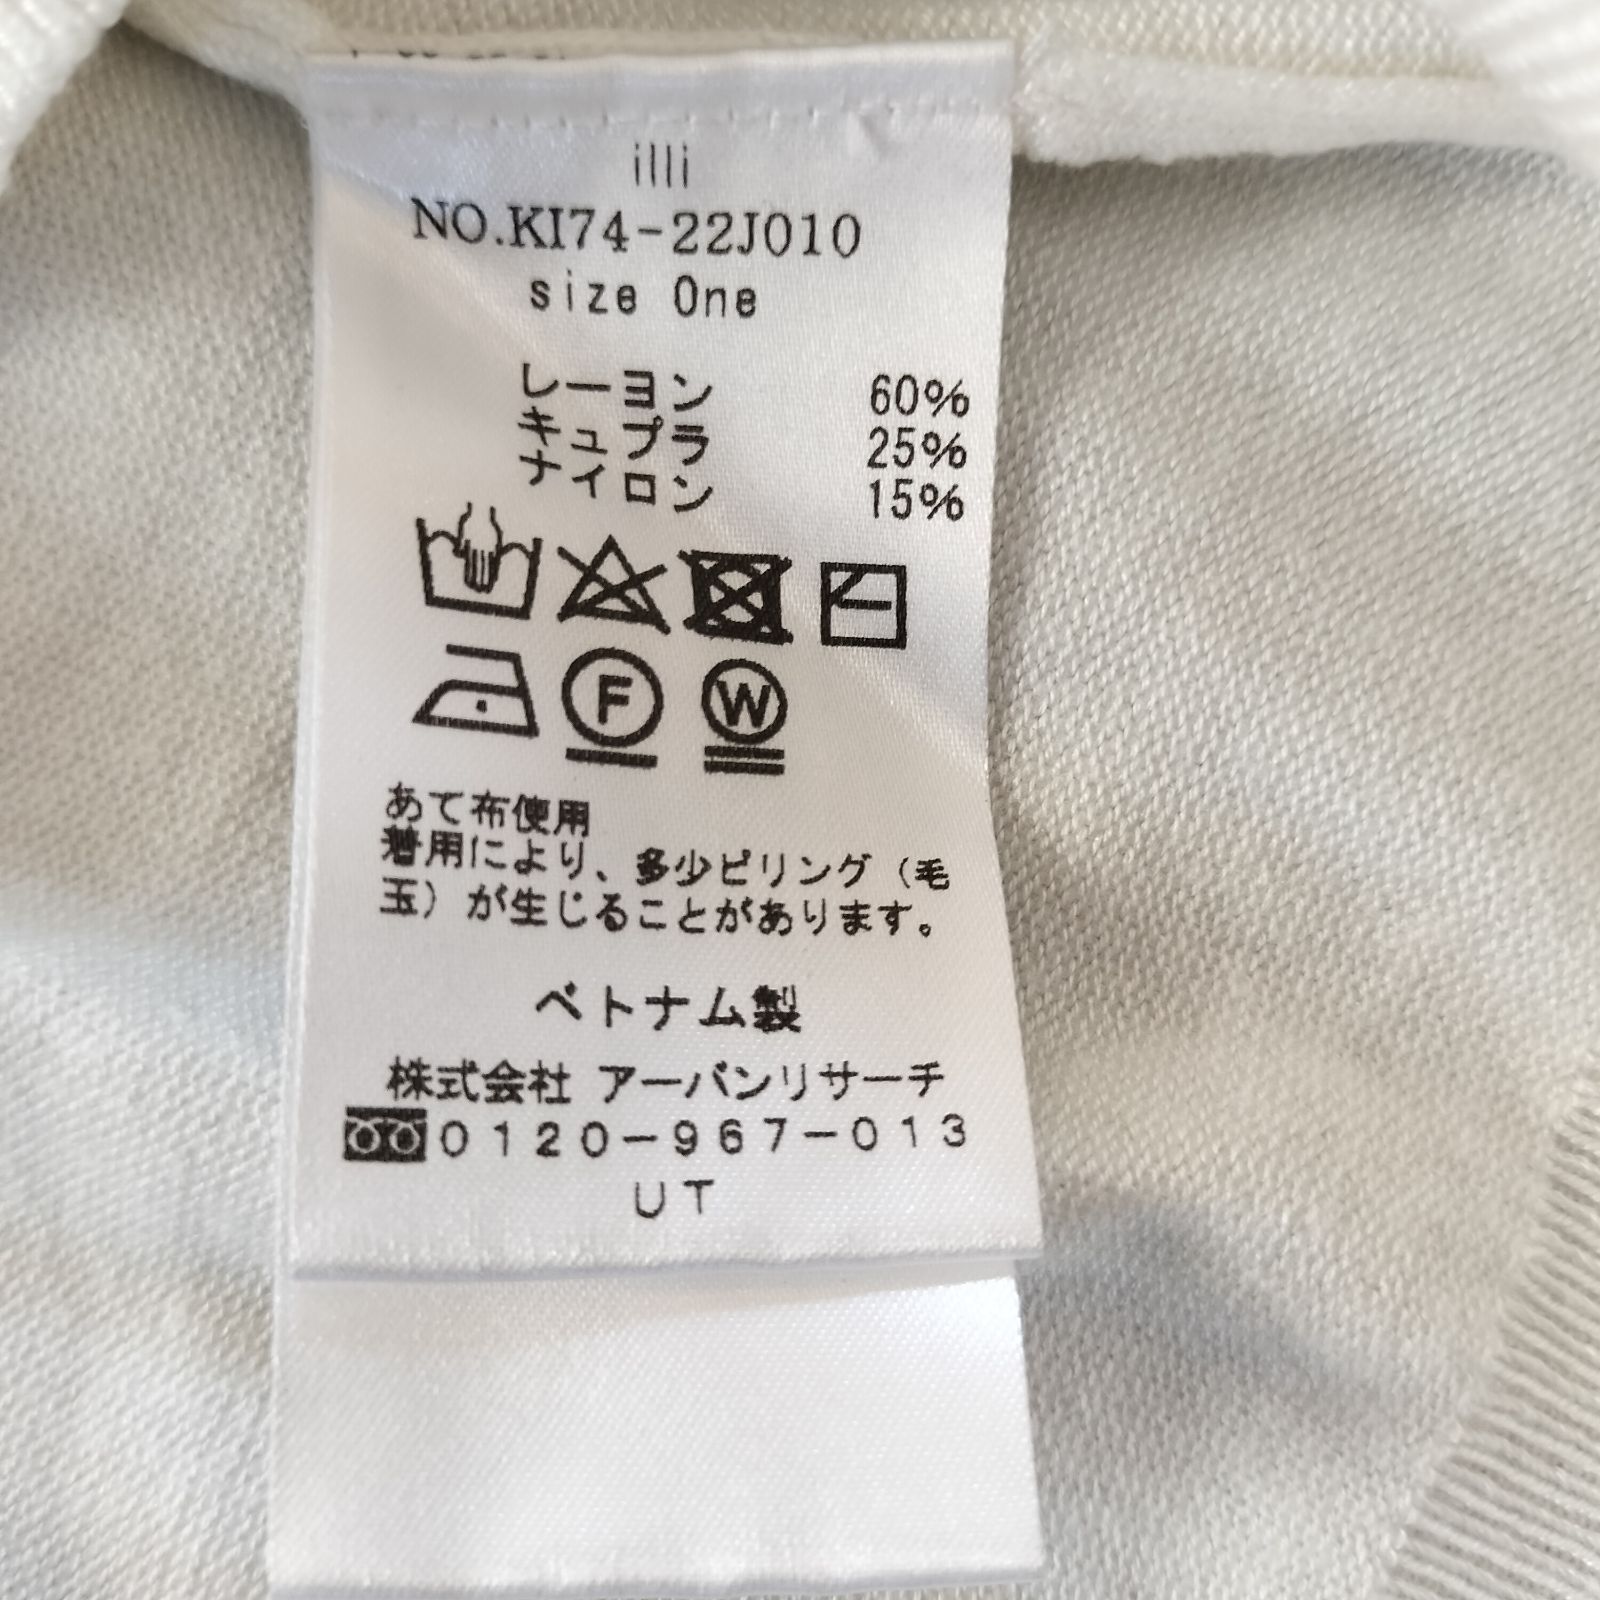 illi
NO.KI74-22J010
size One
レーヨン 60%
キュプラ 25%
ナイロン 15%
F W
あて布使用
着用により、多少ピリング（毛
玉）が生じることがあります。
ベトナム製
株式会社 アーバンリサーチ
0120-967-013
UT